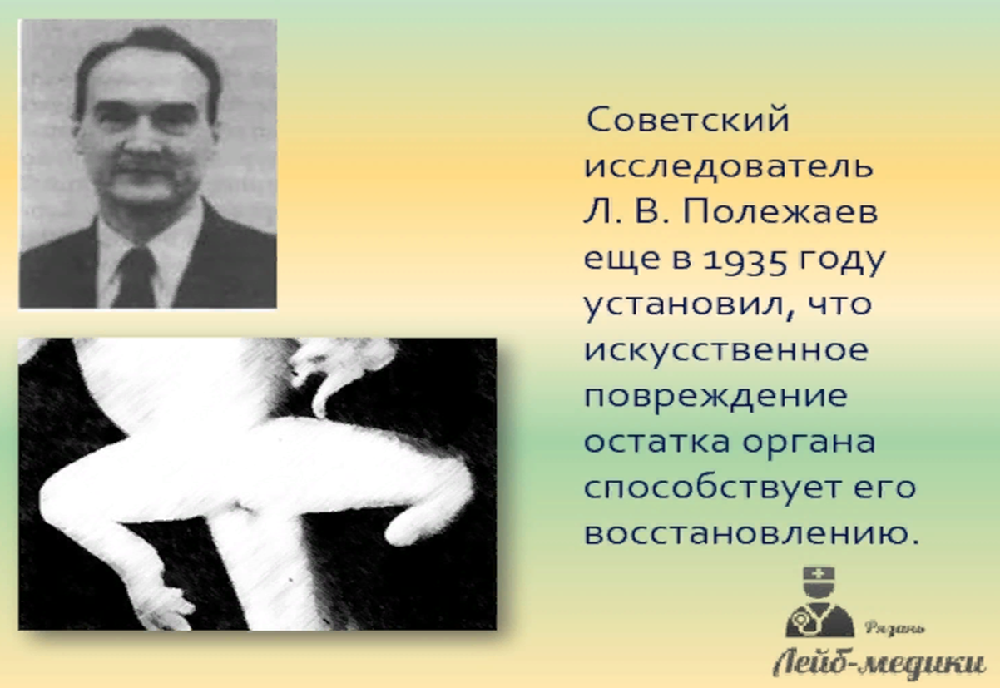 Советский
исследователь
Л. В. Полежаев
еще в 1935 году
установил, что
искусственное
повреждение
остатка органа
способствует его
восстановлению.
Рязань
Лейб-медики